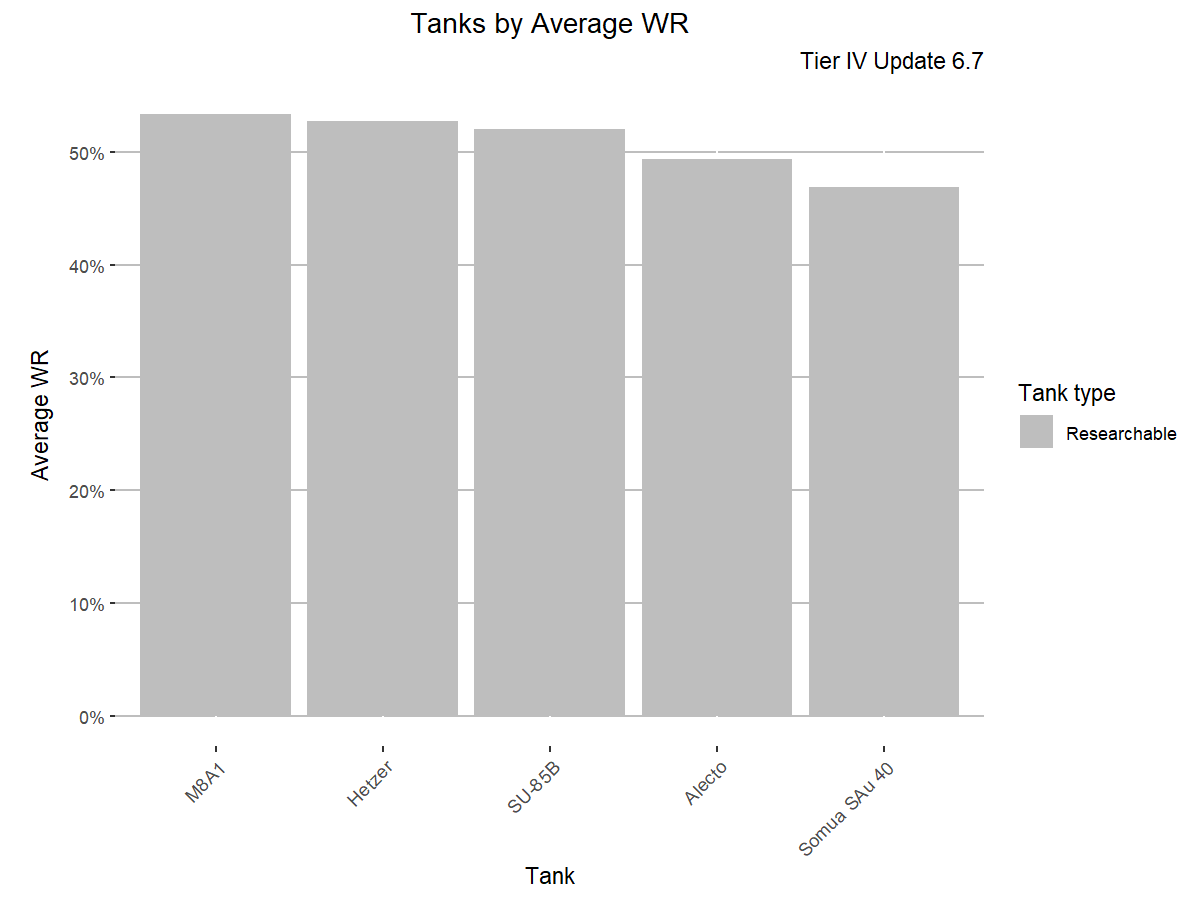 Tanks by Average WR
Tier IV Update 6.7
Average WR
50%
40%
30%
20%
10%
0%
M8A1
Hetzer
SU-85B
Alecto
Somua SAu 40
Tank
Tank type
Researchable